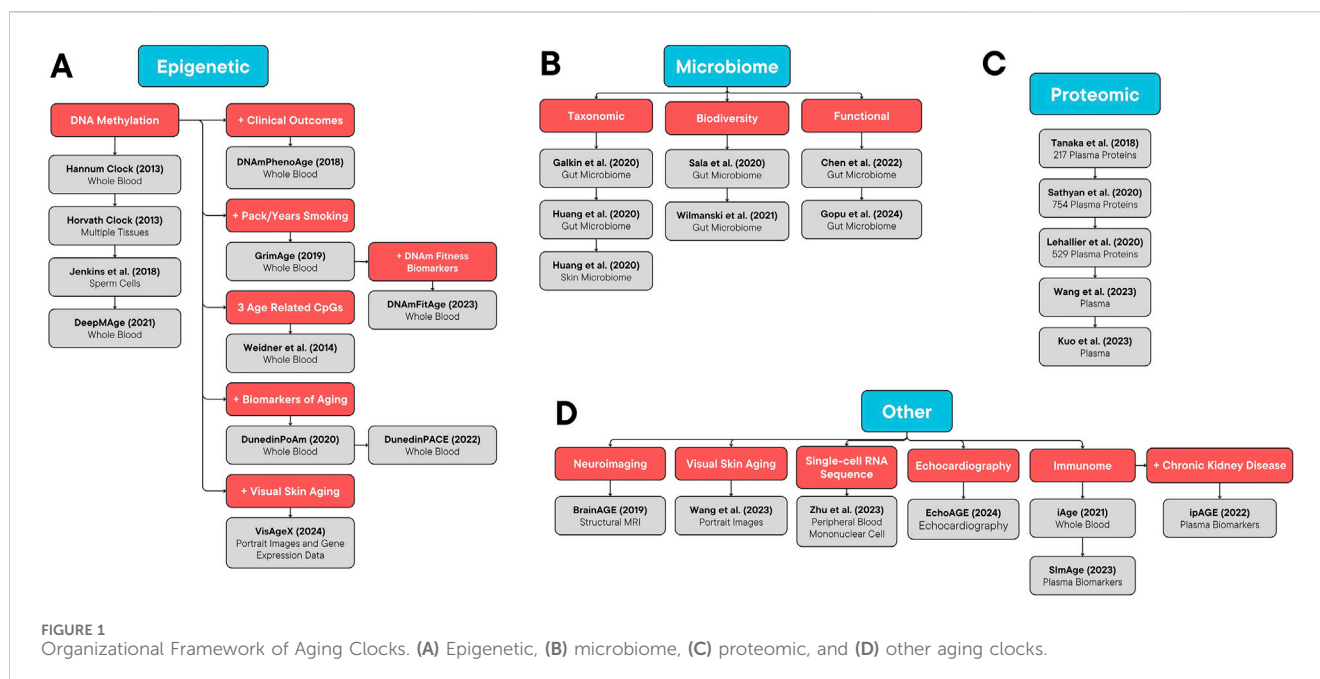 A
Epigenetic
DNA Methylation
Hannum Clock (2013)
Whole Blood
Horvath Clock (2013)
Multiple Tissues
Jenkins et al. (2018)
Sperm Cells
DeepMAge (2021)
Whole Blood
+ Clinical Outcomes
DNAmPhenoAge (2018)
Whole Blood
+ Pack/Years Smoking
GrimAge (2019)
Whole Blood
+ DNAm Fitness
Biomarkers
DNAmFitAge (2023)
Whole Blood
3 Age Related CpGs
Weidner et al. (2014)
Whole Blood
+ Biomarkers of Aging
DunedinPoAm (2020)
Whole Blood
DunedinPACE (2022)
Whole Blood
+ Visual Skin Aging
VisAgeX (2024)
Portrait Images and Gene
Expression Data
B
Microbiome
Taxonomic
Galkin et al. (2020)
Gut Microbiome
Huang et al. (2020)
Gut Microbiome
Huang et al. (2020)
Skin Microbiome
Biodiversity
Sala et al. (2020)
Gut Microbiome
Wilmanski et al. (2021)
Gut Microbiome
Functional
Chen et al. (2022)
Gut Microbiome
Gopu et al. (2024)
Gut Microbiome
C
Proteomic
Tanaka et al. (2018)
217 Plasma Proteins
Sathyan et al. (2020)
754 Plasma Proteins
Lehallier et al. (2020)
529 Plasma Proteins
Wang et al. (2023)
Plasma
Kuo et al. (2023)
Plasma
D
Other
Neuroimaging
BrainAGE (2019)
Structural MRI
Visual Skin Aging
Wang et al. (2023)
Portrait Images
Single-cell RNA
Sequence
Zhu et al. (2023)
Peripheral Blood
Mononuclear Cell
Echocardiography
EchoAGE (2024)
Echocardiography
Immunome
iAge (2021)
Whole Blood
SImAge (2023)
Plasma Biomarkers
+ Chronic Kidney Disease
ipAGE (2022)
Plasma Biomarkers
FIGURE 1
Organizational Framework of Aging Clocks. (A) Epigenetic, (B) microbiome, (C) proteomic, and (D) other aging clocks.